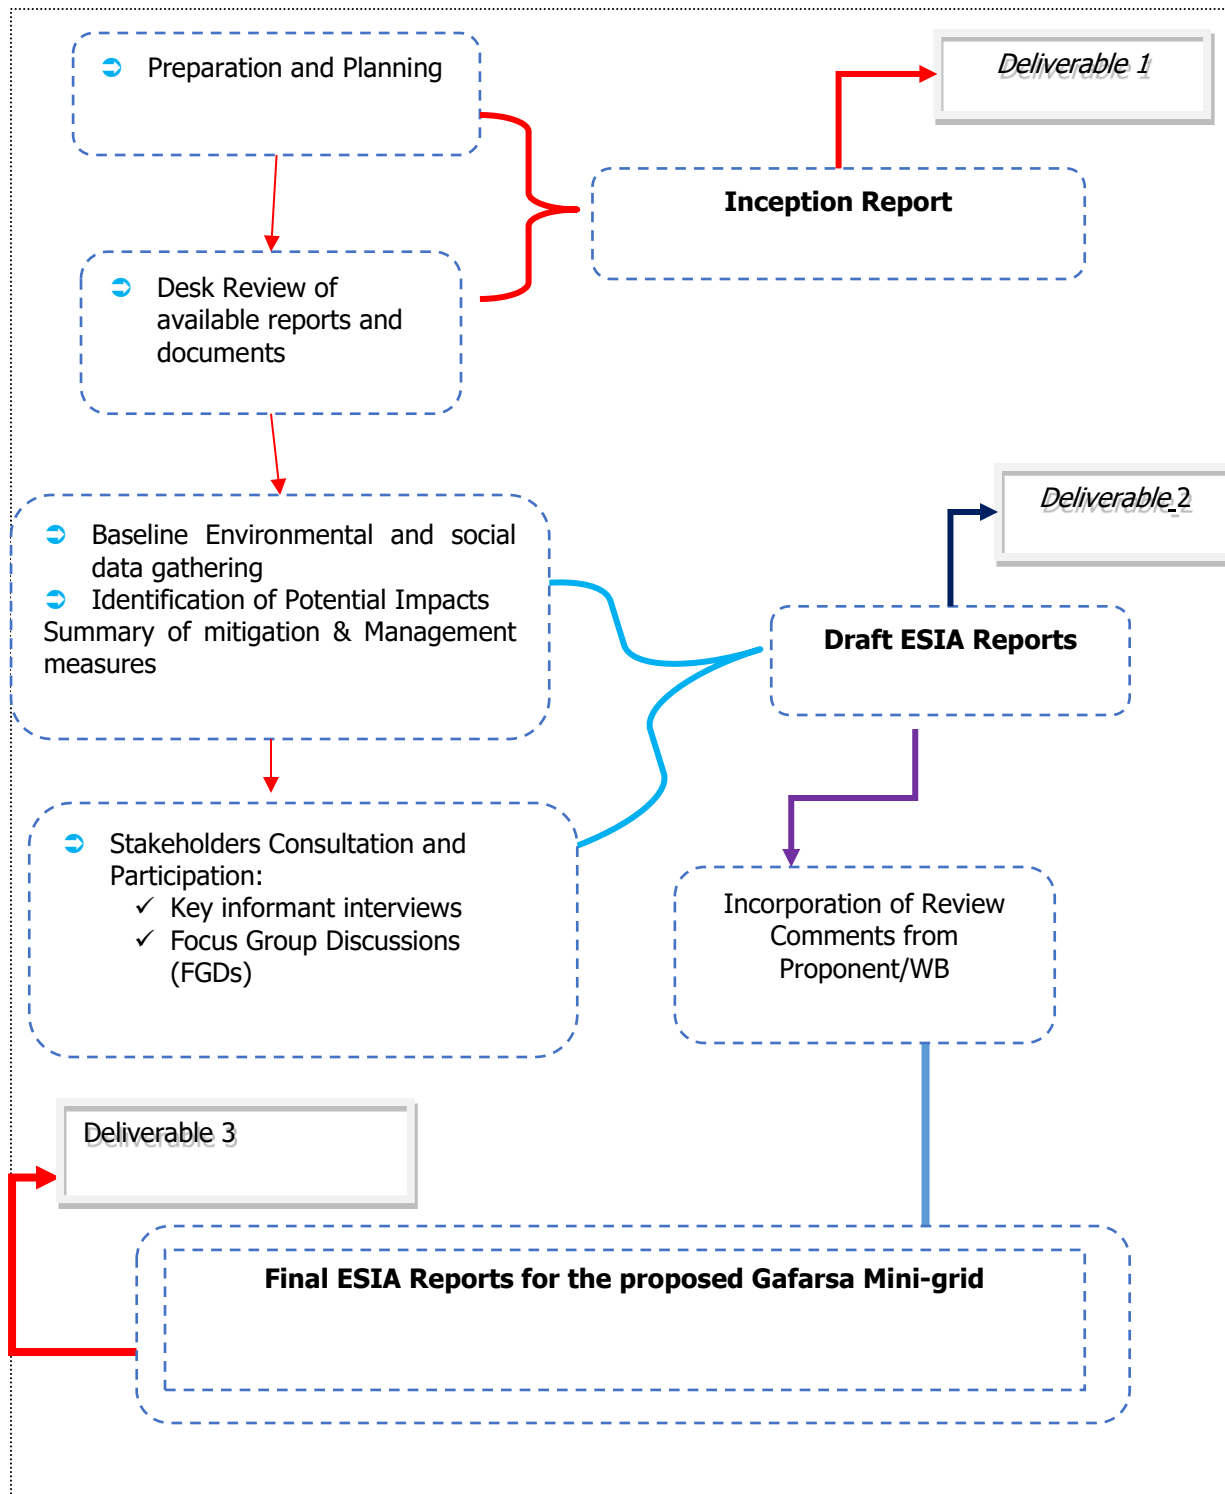 Preparation and Planning
Deliverable 1
Inception Report
Desk Review of
available reports and
documents
Deliverable 2
Baseline Environmental and social
data gathering
Identification of Potential Impacts
Summary of mitigation & Management
measures
Draft ESIA Reports
Stakeholders Consultation and
Participation:
✓ Key informant interviews
✓ Focus Group Discussions
(FGDs)
Incorporation of Review
Comments from
Proponent/WB
Deliverable 3
Final ESIA Reports for the proposed Gafarsa Mini-grid